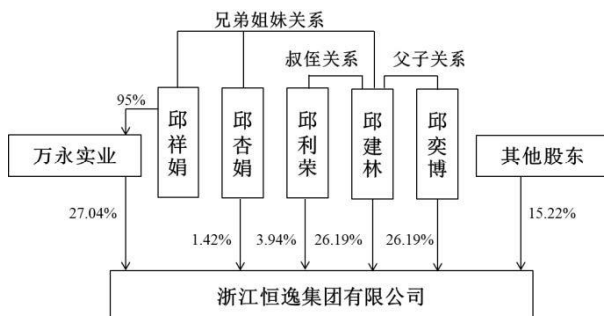 兄弟姐妹关系
叔侄关系
父子关系
95%
邱祥娟
邱杏娟
邱利荣
邱建林
邱奕博
万永实业
其他股东
27.04%
1.42%
3.94%
26.19%
26.19%
15.22%
浙江恒逸集团有限公司